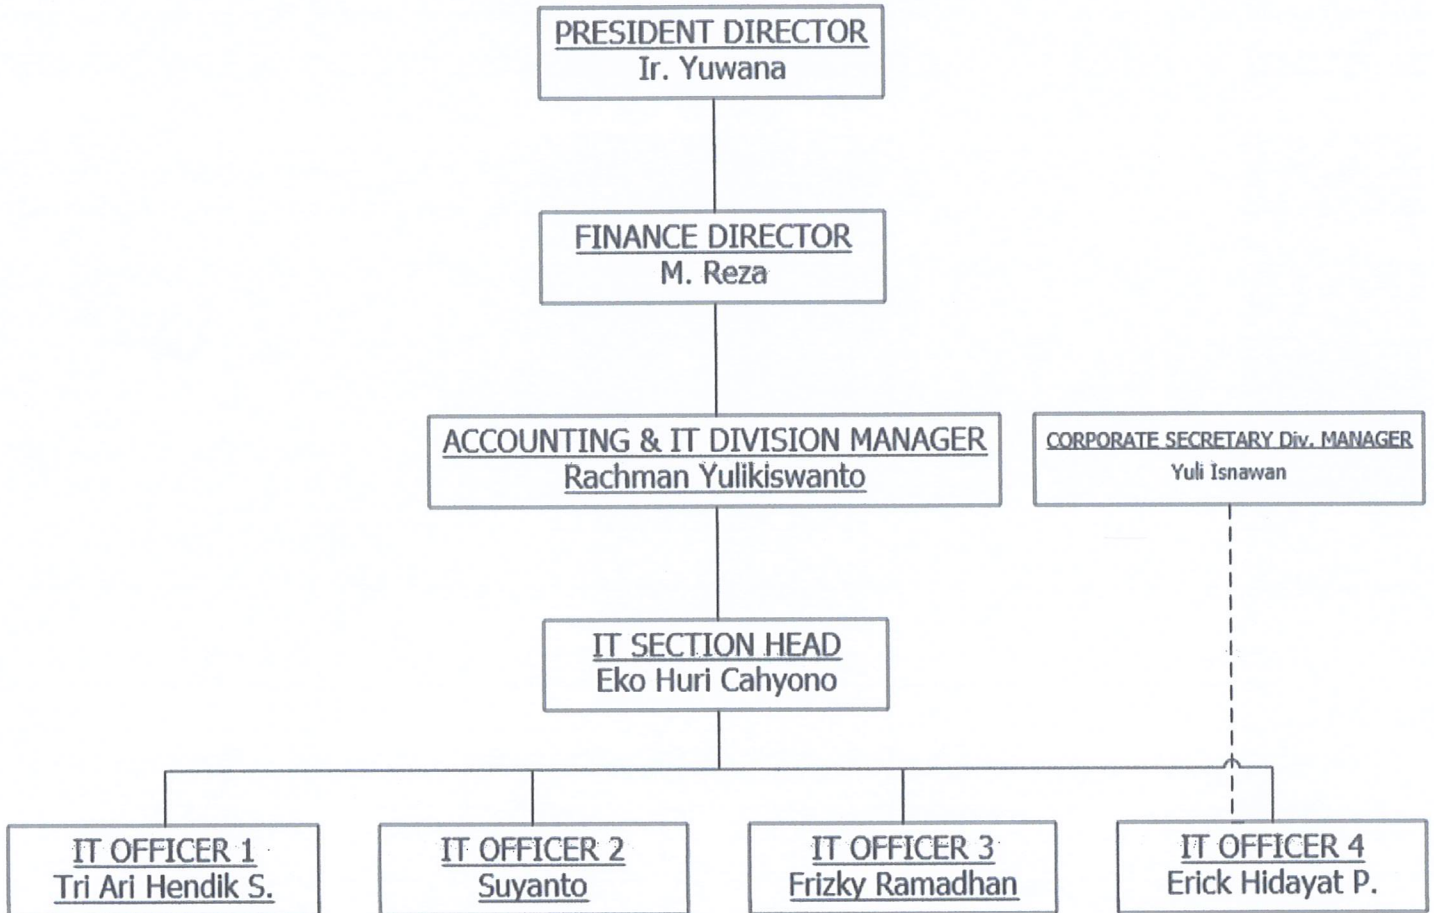 PRESIDENT DIRECTOR
Ir. Yuwana
FINANCE DIRECTOR
M. Reza
ACCOUNTING & IT DIVISION MANAGER
Rachman Yulikiswanto
CORPORATE SECRETARY Div. MANAGER
Yuli Isnawan
IT SECTION HEAD
Eko Huri Cahyono
IT OFFICER 1
Tri Ari Hendik S.
IT OFFICER 2
Suyanto
IT OFFICER 3
Frizky Ramadhan
IT OFFICER 4
Erick Hidayat P.